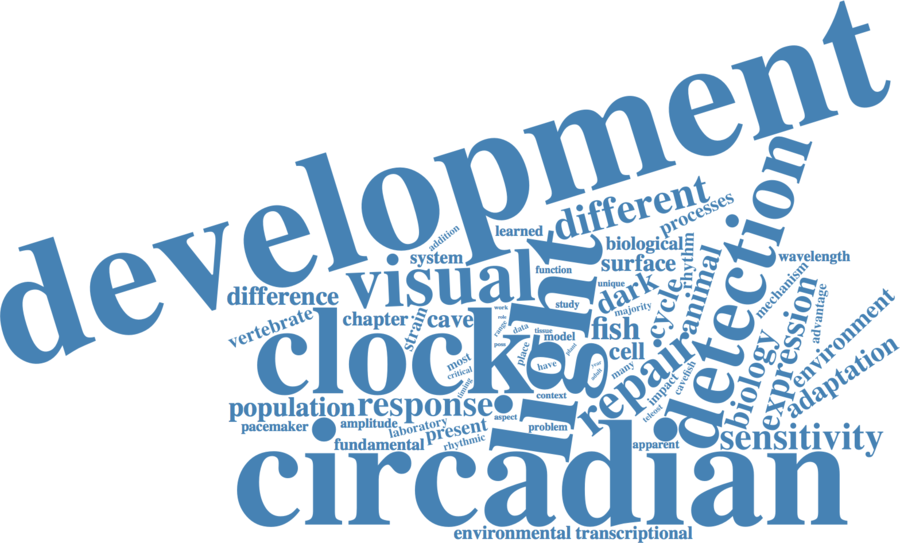 development
different
processes
learned
addition
system
biological
detection
visual
function
surface
rhythm
animal
wavelength
difference
unique
dark
cycle
mechanism
vertebrate
chapter
cave
strain
work
role
range
study
majority
fish
expression
advantage
environment
clock
light
data
tissue
model
place
cell
repair
biology
adaptation
most
critical
timing
have
many
impact
cavefish
teleost
population
response
context
pacemaker
amplitude
laboratory
present
aspect
problem
fundamental
rhythmic
apparent
sensitivity
circadian
environmental
transcriptional